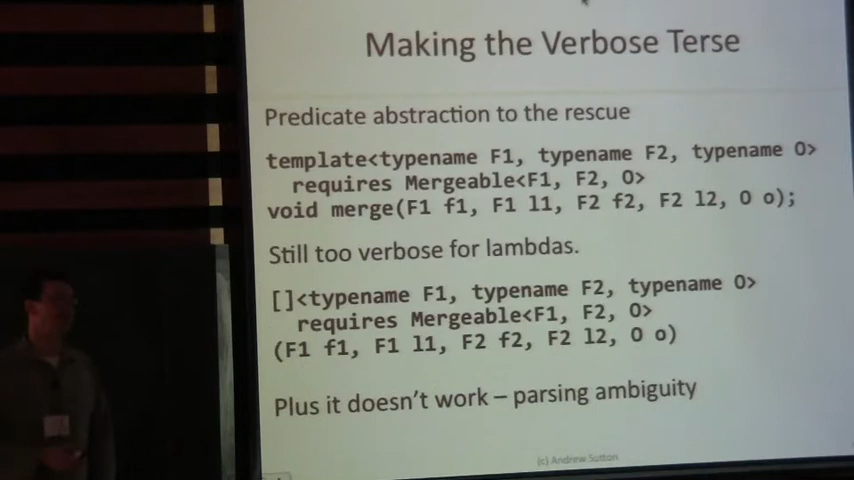 Making the Verbose Terse
Predicate abstraction to the rescue
template<typename F1, typename F2, typename O>
requires Mergeable<F1, F2, O>
void merge(F1 f1, F1 l1, F2 f2, F2 l2, O o);
Still too verbose for lambdas.
[]<typename F1, typename F2, typename O>
requires Mergeable<F1, F2, O>
(F1 f1, F1 l1, F2 f2, F2 l2, O o)
Plus it doesn't work – parsing ambiguity
(c) Andrew Sutton